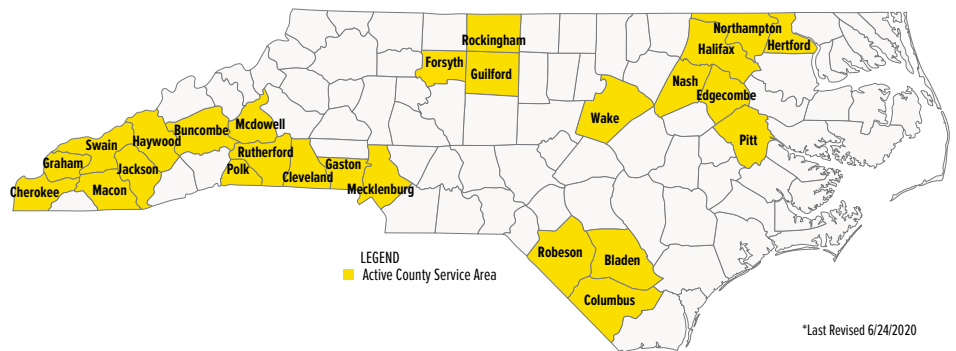 Northampton
Rockingham
Hertford
Halifax
Forsyth
Guilford
Nash
Edgecombe
Wake
Mcdowell
Buncombe
Haywood
Swain
Pitt
Rutherford
Graham
Gaston
Jackson
Polk
Cleveland
Cherokee
Macon
Mecklenburg
Robeson
Bladen
LEGEND
Active County Service Area
Columbus
*Last Revised 6/24/2020